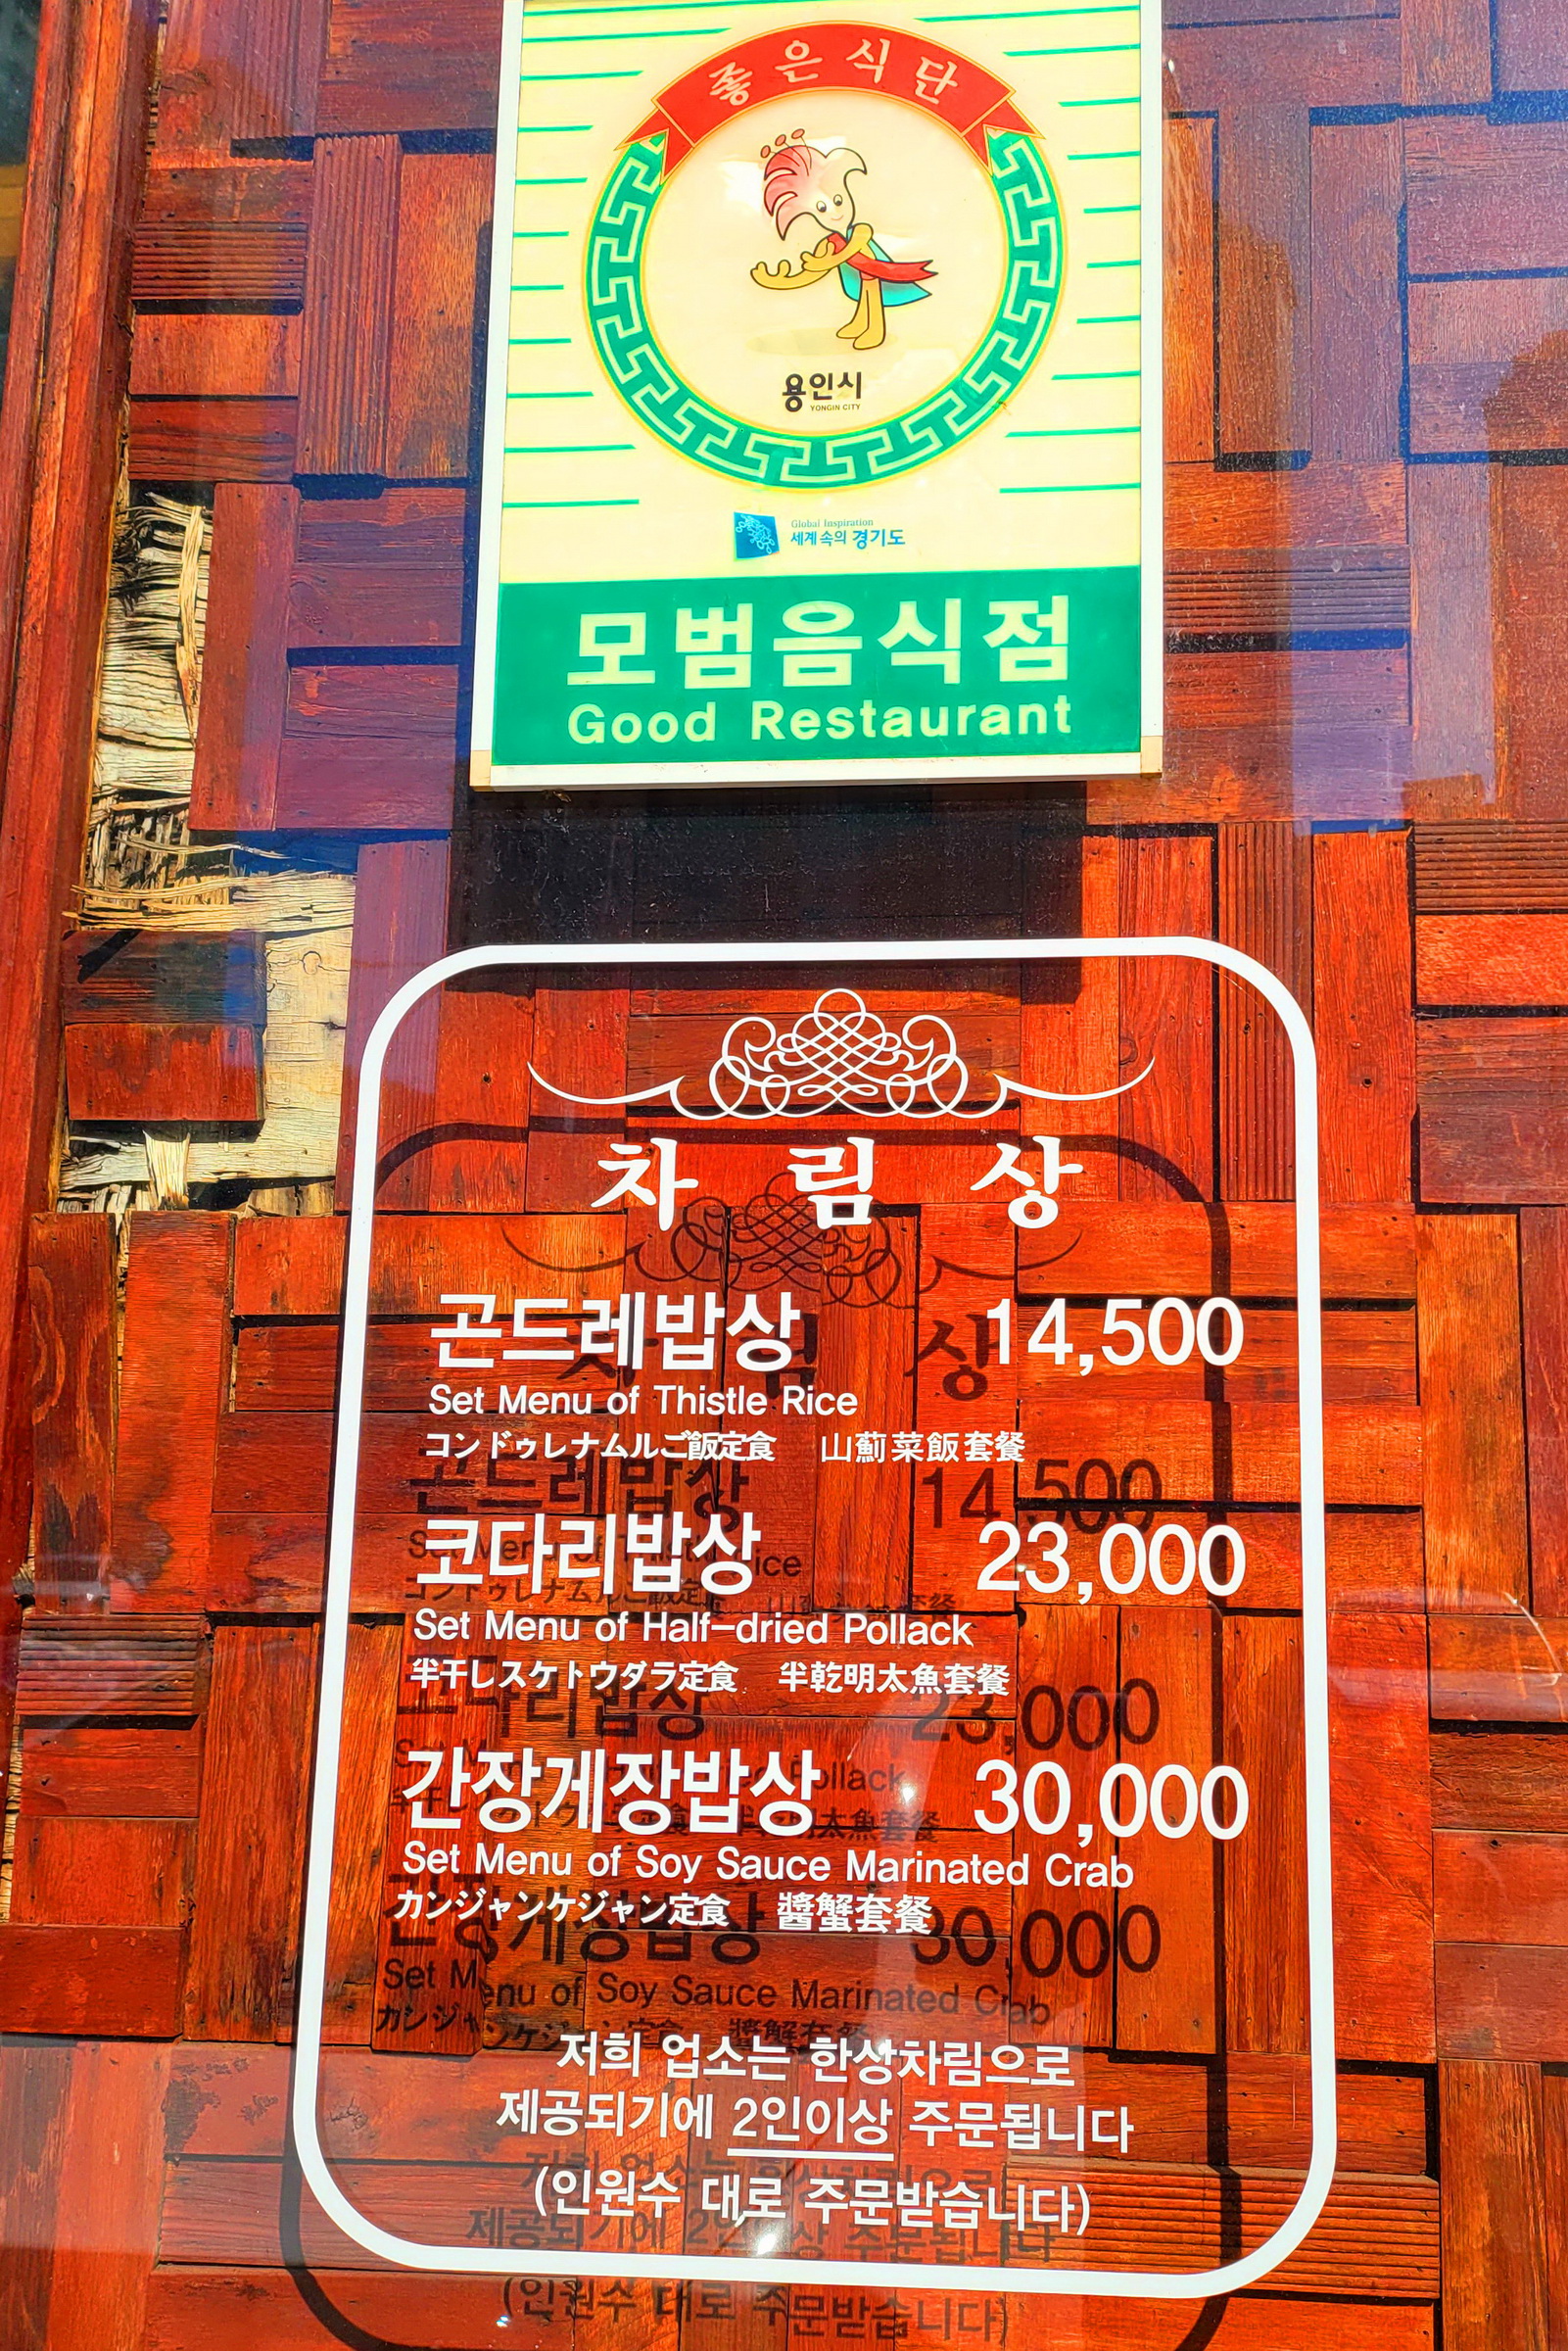 좋은식단
용인시
YONGIN CITY
Global Inspiration
세계 속의 경기도
모범음식점
Good Restaurant
차 림 상
곤드레밥상 14,500
Set Menu of Thistle Rice
コンドゥレナムルご飯定食 山薊菜飯套餐
코다리밥상 23,000
Set Menu of Half-dried Pollack
半干しスケトウダラ定食 半乾明太魚套餐
간장게장밥상 30,000
Set Menu of Soy Sauce Marinated Crab
カンジャンケジャン定食 醬蟹套餐
저희 업소는 한상차림으로
제공되기에 2인이상 주문됩니다
(인원수 대로 주문받습니다)